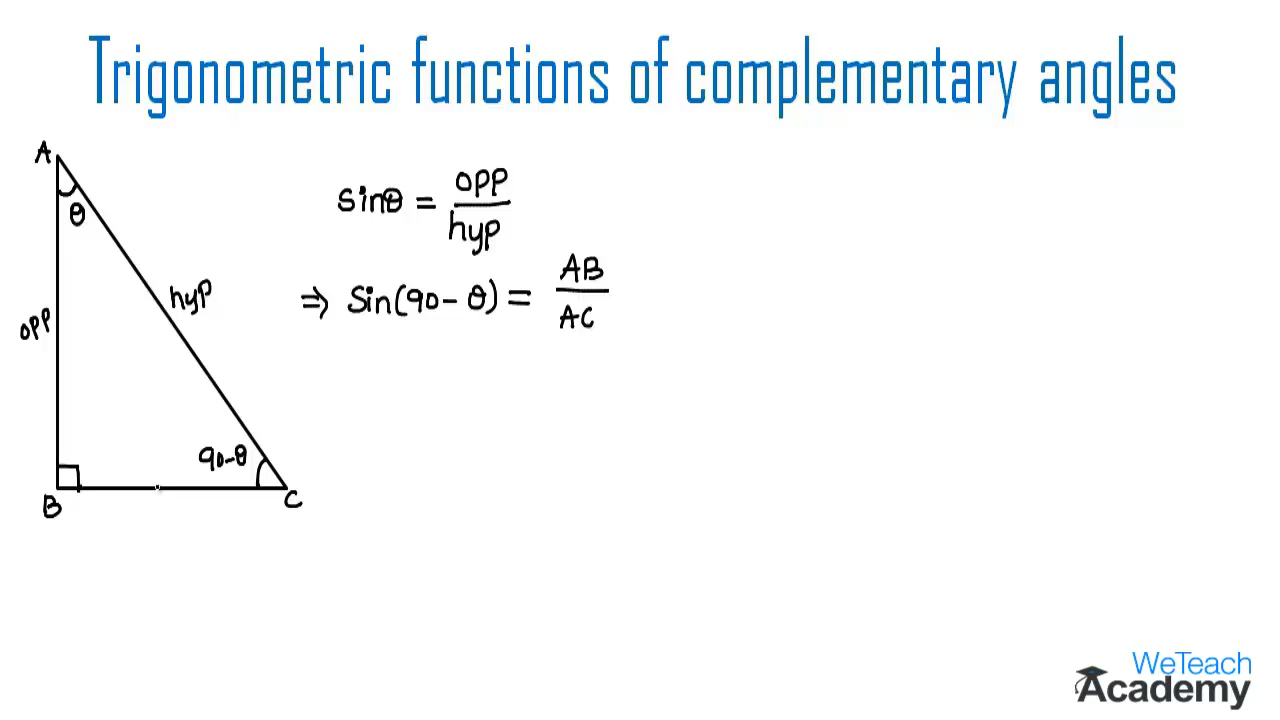 Trigonometric functions of complementary angles
A
θ
opp
hyp
90-θ
B
C
sinθ = opp/hyp
⇒ Sin(90-θ) = AB/AC
WeTeach
Academy